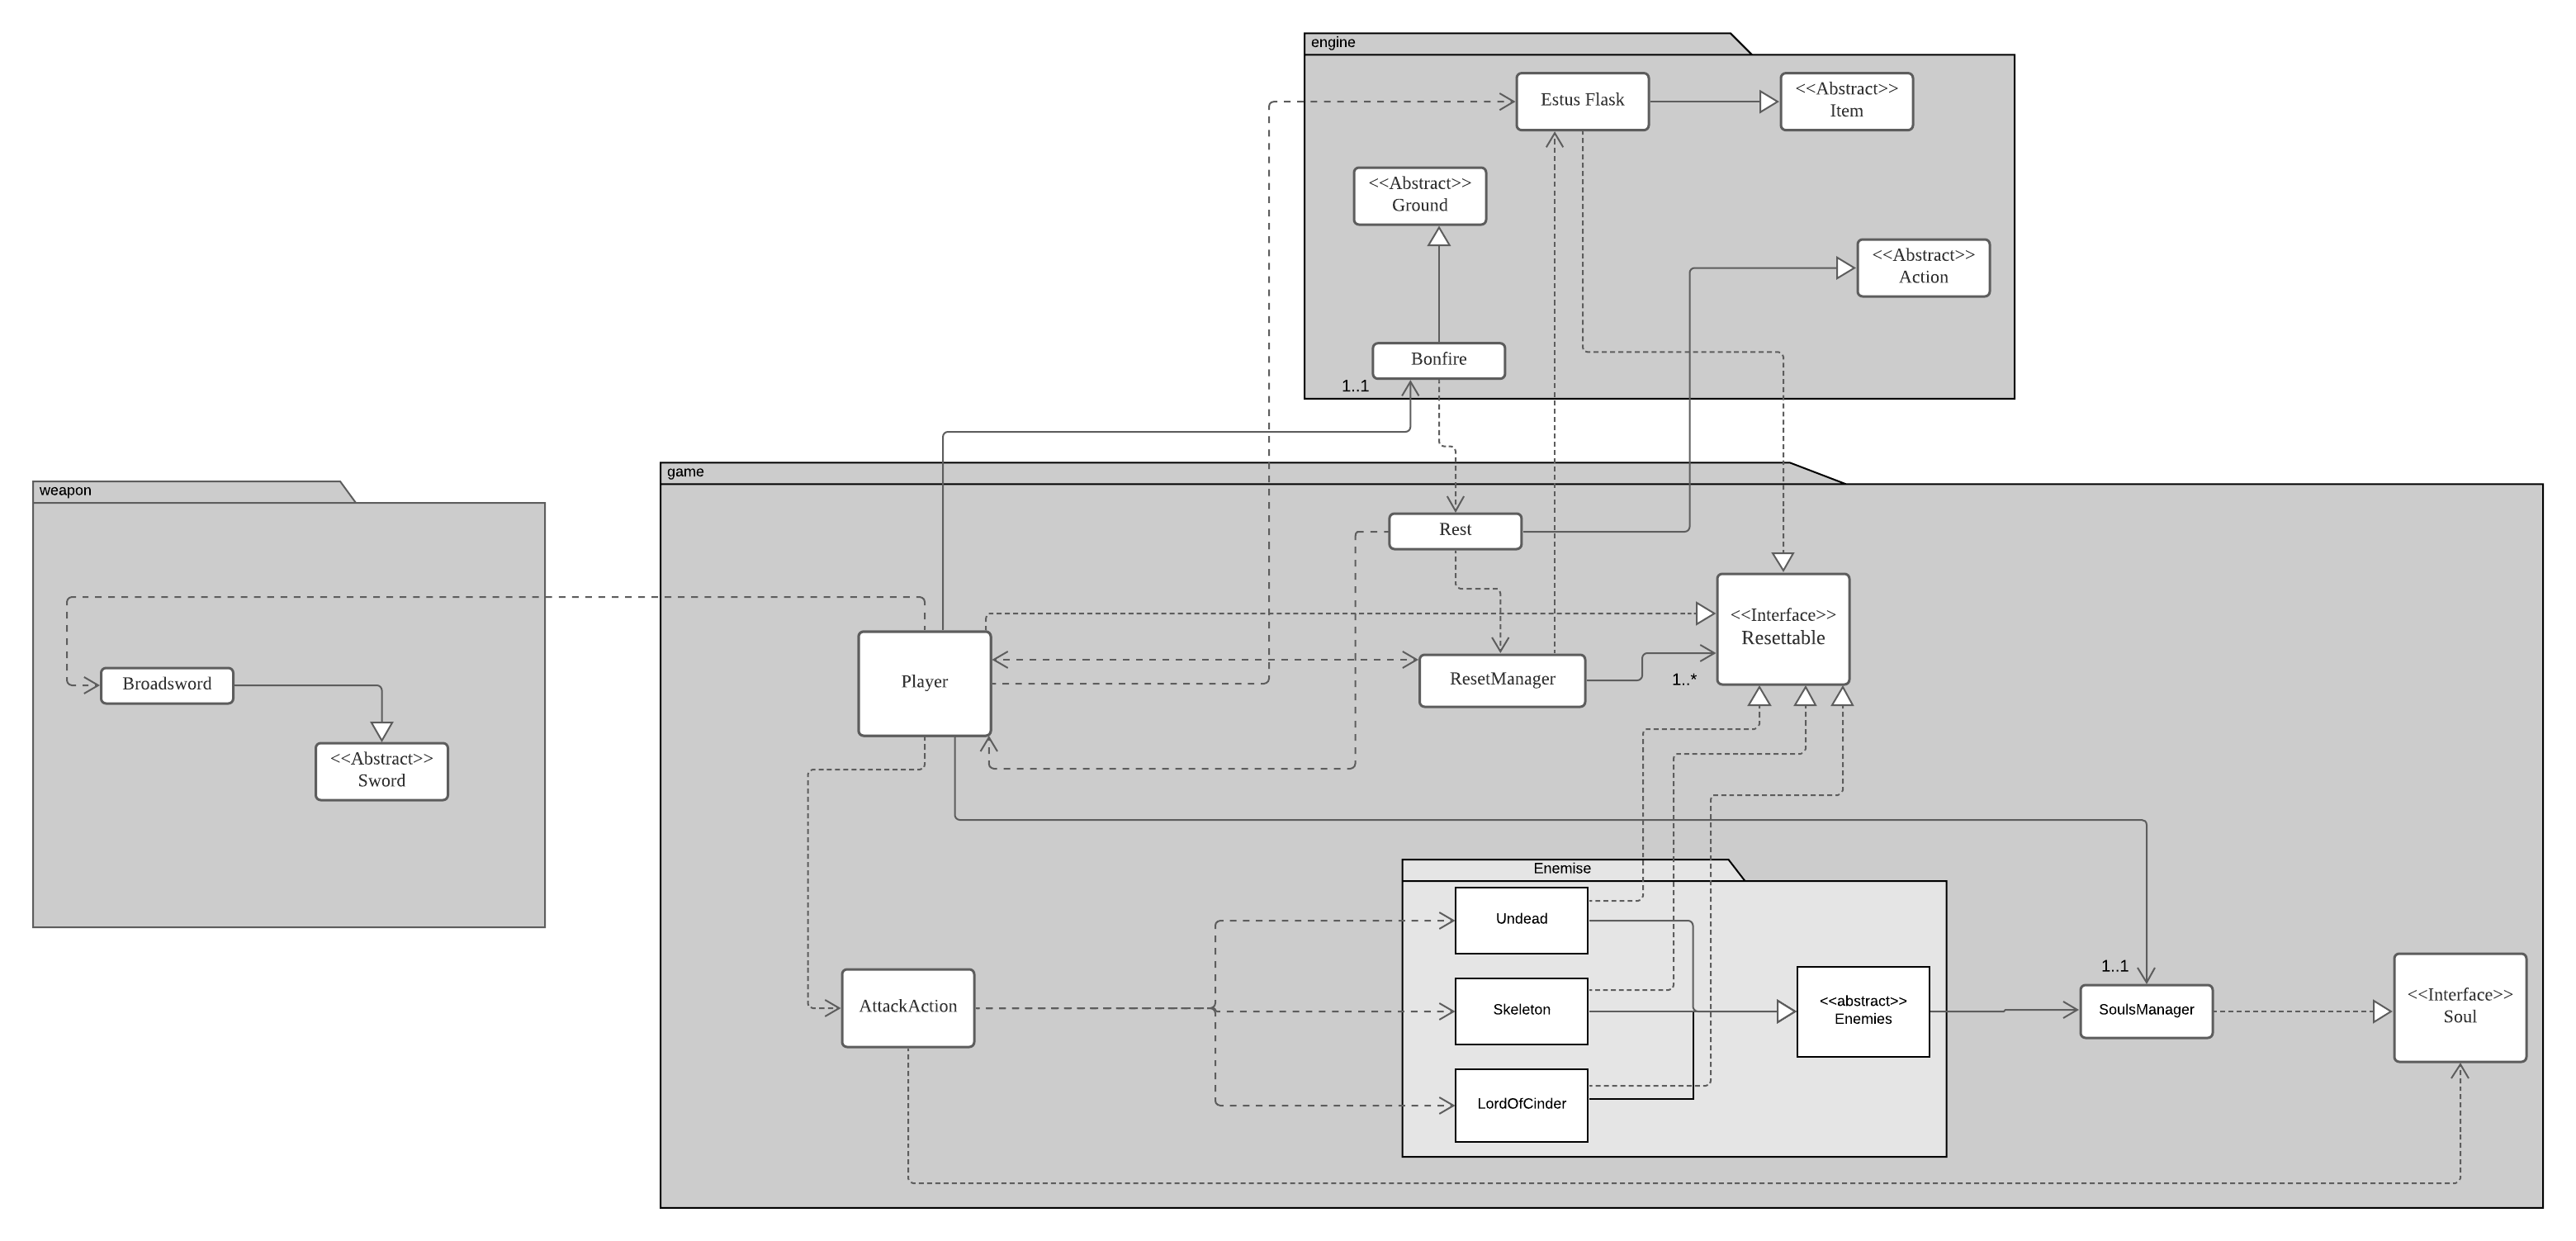 engine
Estus Flask
<<Abstract>>
Item
<<Abstract>>
Ground
<<Abstract>>
Action
Bonfire
1..1
game
weapon
Rest
<<Interface>>
Resettable
Player
ResetManager
1..*
Broadsword
<<Abstract>>
Sword
Enemise
Undead
AttackAction
Skeleton
<<abstract>>
Enemies
1..1
SoulsManager
<<Interface>>
Soul
LordOfCinder